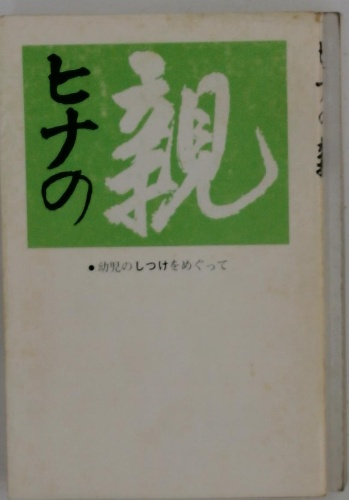 ヒナの
親
●幼児のしつけをめぐって